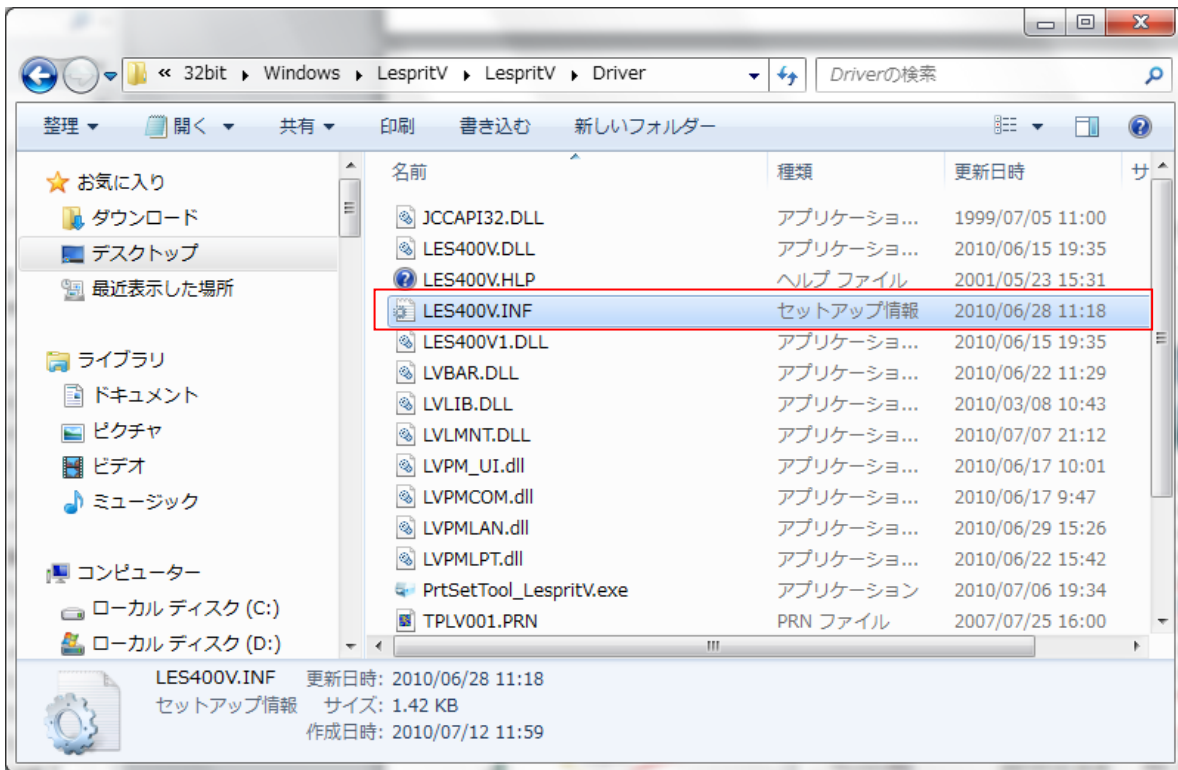 « 32bit ▸ Windows ▸ LespritV ▸ LespritV ▸ Driver
Driverの検索
整理 開く 共有 印刷 書き込む 新しいフォルダー
お気に入り
ダウンロード
デスクトップ
最近表示した場所
ライブラリ
ドキュメント
ピクチャ
ビデオ
ミュージック
コンピューター
ローカル ディスク (C:)
ローカル ディスク (D:)
名前 種類 更新日時 サ
JCCAPI32.DLL アプリケーショ... 1999/07/05 11:00
LES400V.DLL アプリケーショ... 2010/06/15 19:35
LES400V.HLP ヘルプ ファイル 2001/05/23 15:31
LES400V.INF セットアップ情報 2010/06/28 11:18
LES400V1.DLL アプリケーショ... 2010/06/15 19:35
LVBAR.DLL アプリケーショ... 2010/06/22 11:29
LVLIB.DLL アプリケーショ... 2010/03/08 10:43
LVLMNT.DLL アプリケーショ... 2010/07/07 21:12
LVPM_UI.dll アプリケーショ... 2010/06/17 10:01
LVPMCOM.dll アプリケーショ... 2010/06/17 9:47
LVPMLAN.dll アプリケーショ... 2010/06/29 15:26
LVPMLPT.dll アプリケーショ... 2010/06/22 15:42
PrtSetTool_LespritV.exe アプリケーション 2010/07/06 19:34
TPLV001.PRN PRN ファイル 2007/07/25 16:00
LES400V.INF 更新日時: 2010/06/28 11:18
セットアップ情報 サイズ: 1.42 KB
作成日時: 2010/07/12 11:59